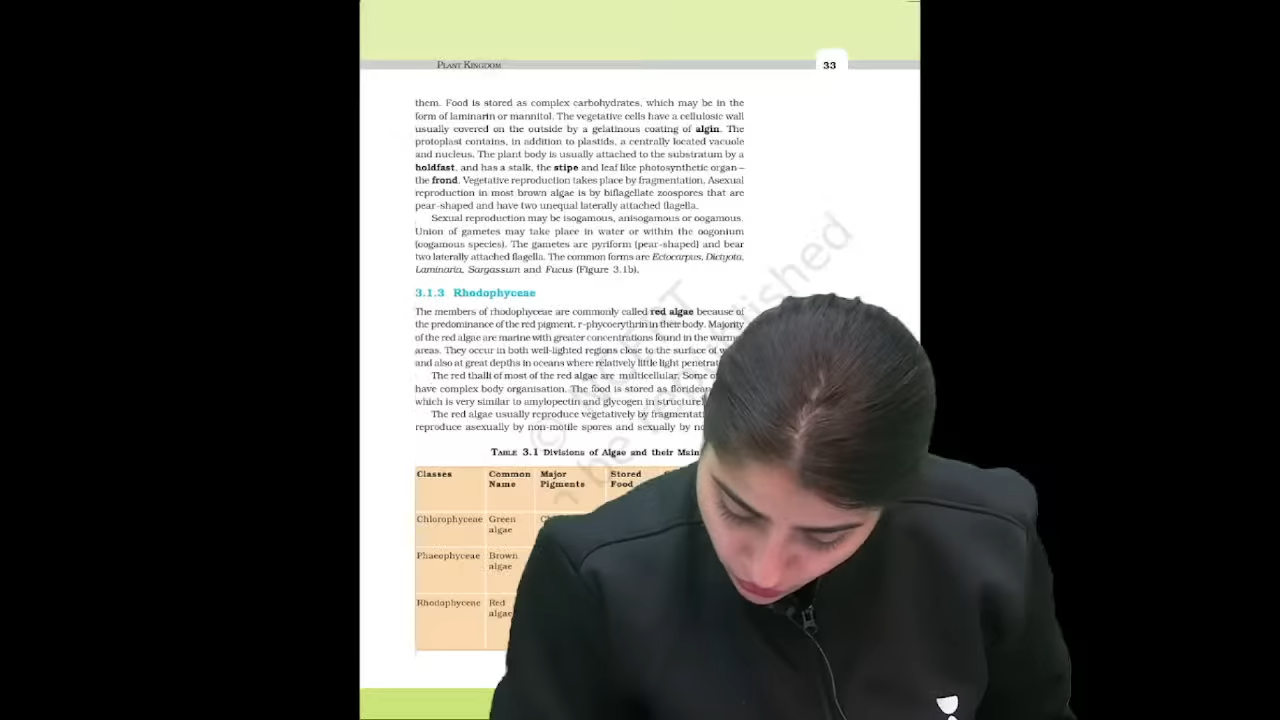 PLANT KINGDOM
33
them. Food is stored as complex carbohydrates, which may be in the
form of laminarin or mannitol. The vegetative cells have a cellulosic wall
usually covered on the outside by a gelatinous coating of algin. The
protoplast contains, in addition to plastids, a centrally located vacuole
and nucleus. The plant body is usually attached to the substratum by a
holdfast, and has a stalk, the stipe and leaf like photosynthetic organ –
the frond. Vegetative reproduction takes place by fragmentation. Asexual
reproduction in most brown algae is by biflagellate zoospores that are
pear-shaped and have two unequal laterally attached flagella.
Sexual reproduction may be isogamous, anisogamous or oogamous.
Union of gametes may take place in water or within the oogonium
(oogamous species). The gametes are pyriform (pear-shaped) and bear
two laterally attached flagella. The common forms are Ectocarpus, Dictyota,
Laminaria, Sargassum and Fucus (Figure 3.1b).
3.1.3 Rhodophyceae
The members of rhodophyceae are commonly called red algae because of
the predominance of the red pigment, r-phycoerythrin in their body. Majority
of the red algae are marine with greater concentrations found in the warmer
areas. They occur in both well-lighted regions close to the surface of
and also at great depths in oceans where relatively little light
The red thalli of most of the red algae are multicellular. Some
have complex body organisation. The food is stored as floridean
which is very similar to amylopectin and glycogen in structure.
The red algae usually reproduce vegetatively by
reproduce asexually by non-motile spores and sexually by
TABLE 3.1 Divisions of Algae and their Main
Classes Common Major Stored
Name Pigments Food
Chlorophyceae Green
algae
Phaeophyceae Brown
algae
Rhodophycene Red
algae